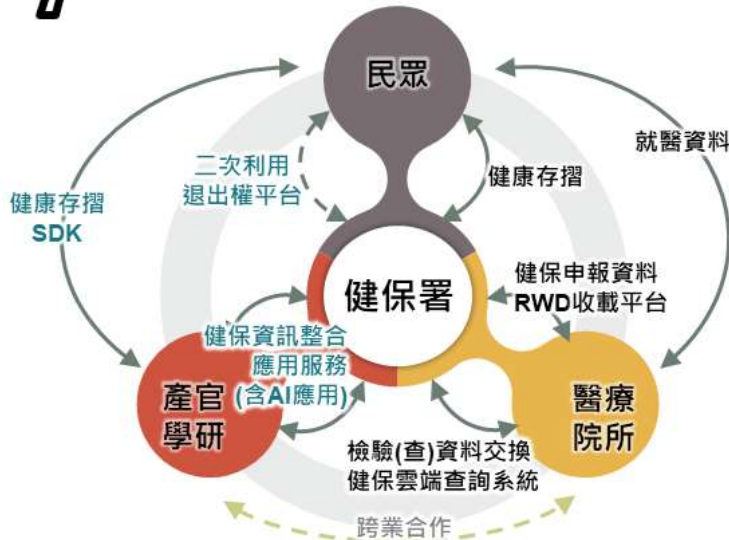 民眾
就醫資料
二次利用
退出權平台
健康存摺
健康存摺
SDK
健保署
健保申報資料
RWD收載平台
健保資訊整合
應用服務
(含AI應用)
產官
學研
醫療
院所
檢驗(查)資料交換
健保雲端查詢系統
跨業合作